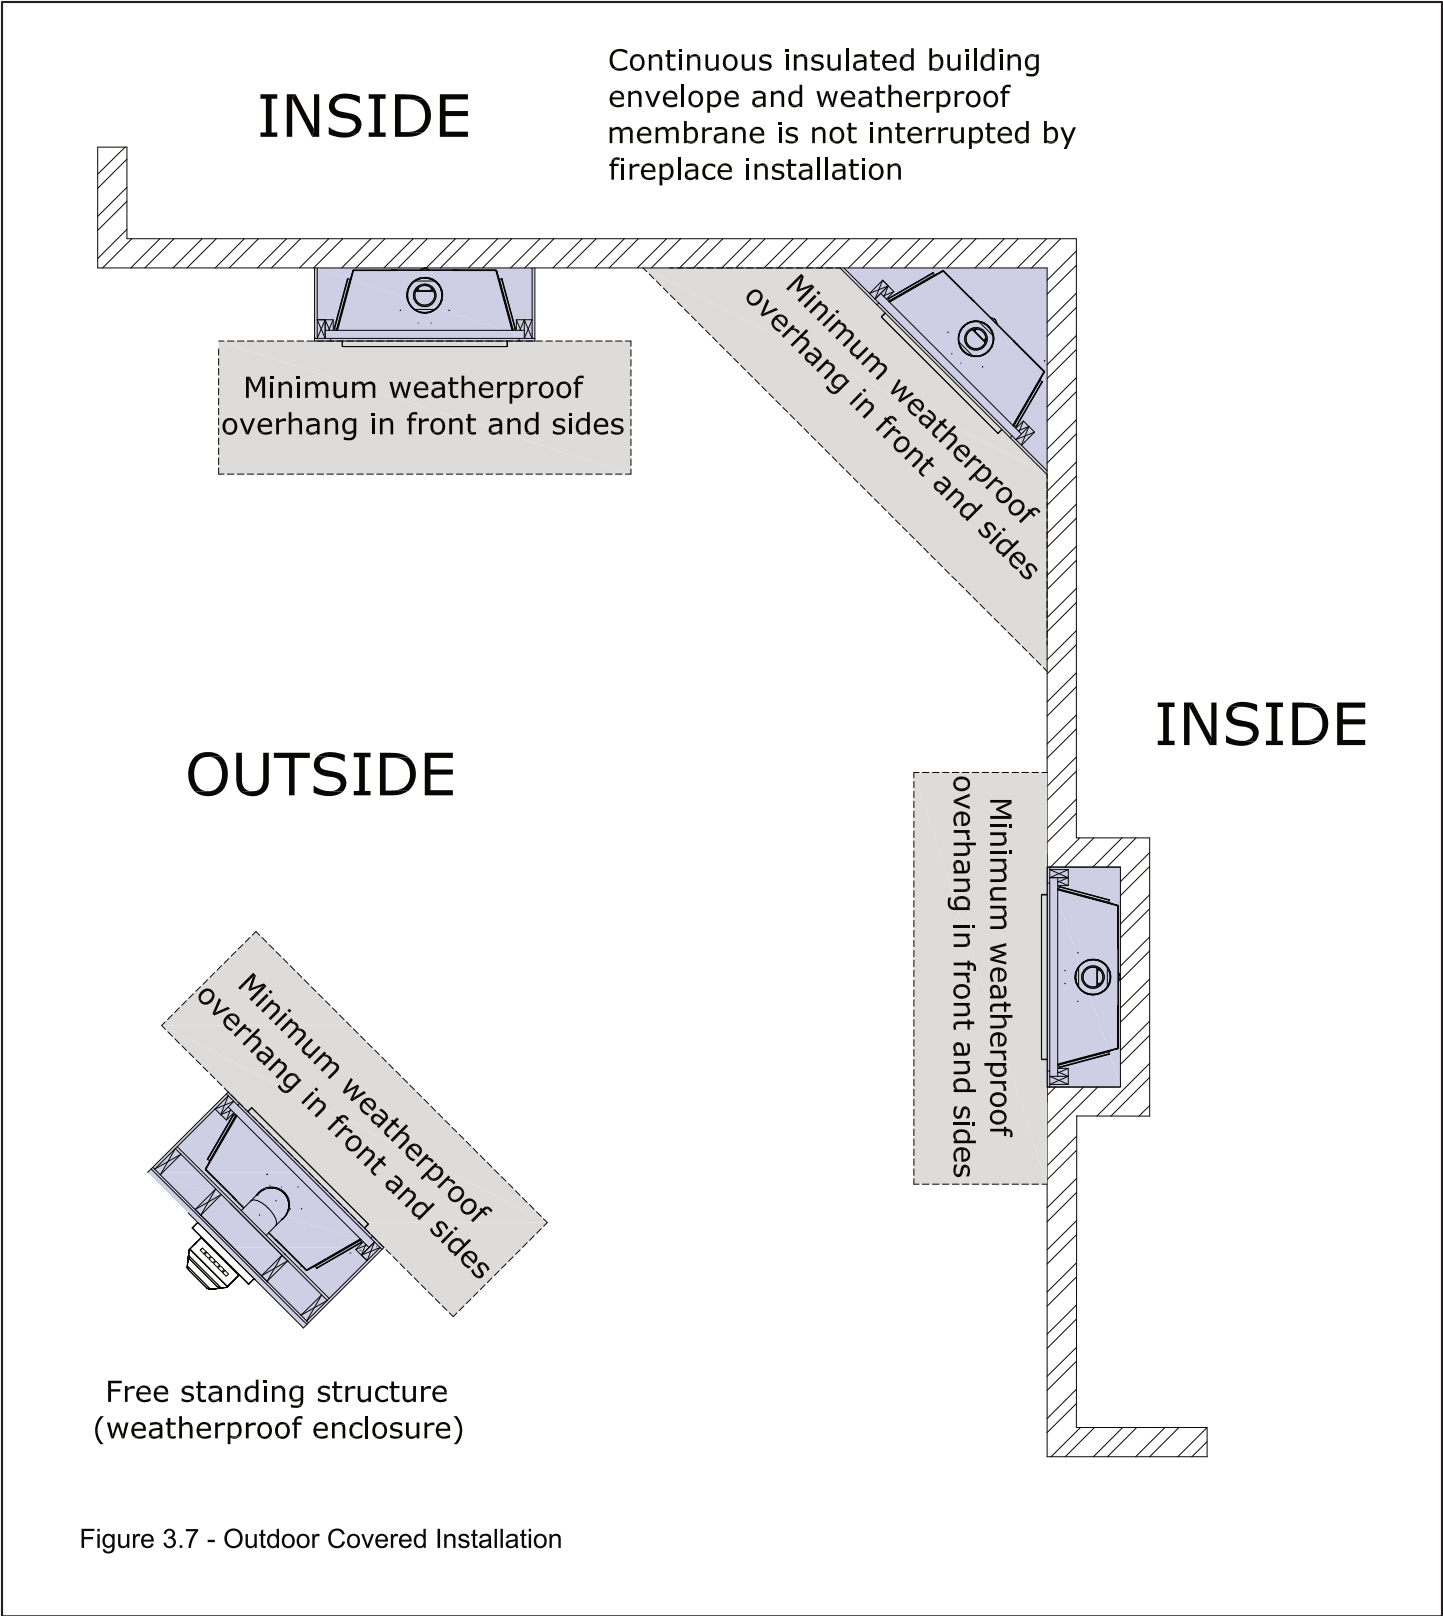 INSIDE
Continuous insulated building
envelope and weatherproof
membrane is not interrupted by
fireplace installation
Minimum weatherproof
overhang in front and sides
Minimum weatherproof
overhang in front and sides
INSIDE
OUTSIDE
Minimum weatherproof
overhang in front and sides
Minimum weatherproof
overhang in front and sides
Free standing structure
(weatherproof enclosure)
Figure 3.7 - Outdoor Covered Installation